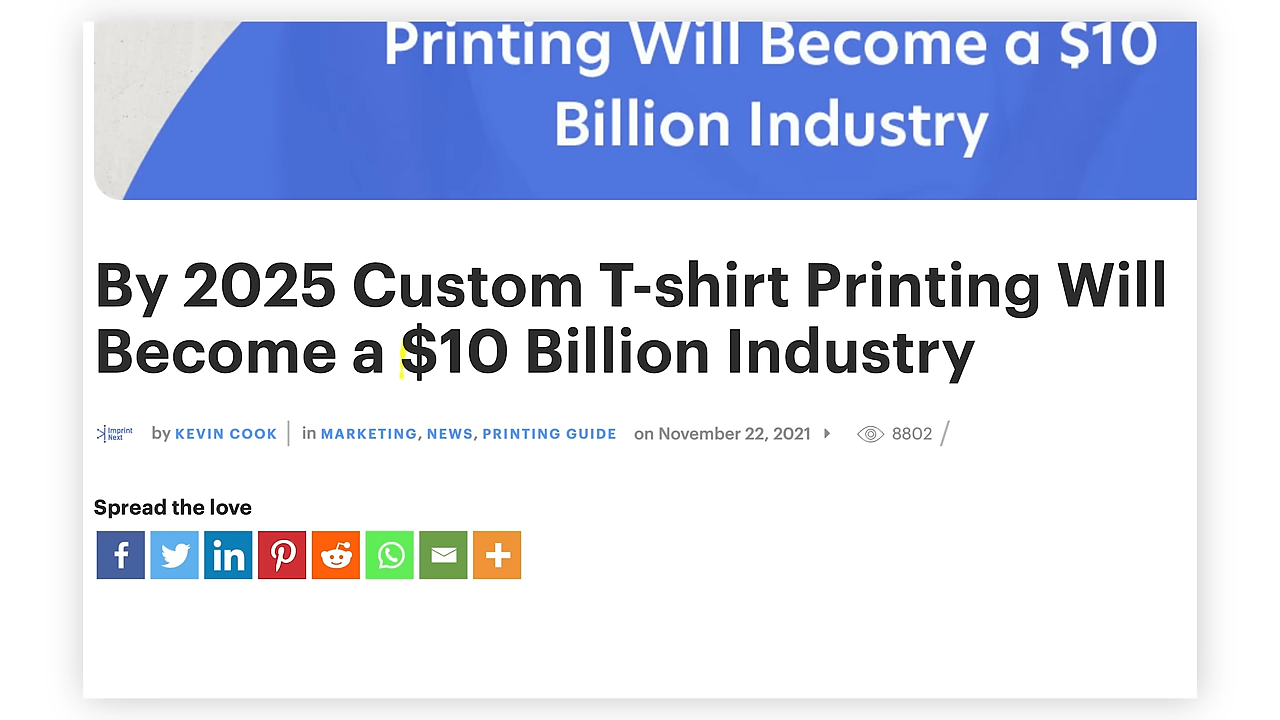 Printing Will Become a $10
Billion Industry
By 2025 Custom T-shirt Printing Will
Become a $10 Billion Industry
Imprint
Next
by KEVIN COOK in MARKETING, NEWS, PRINTING GUIDE on November 22, 2021 8802 /
Spread the love